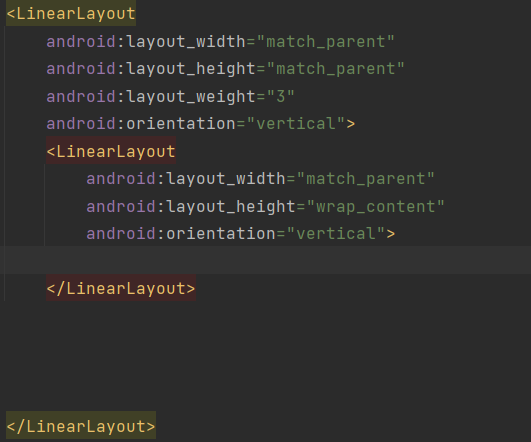 <LinearLayout
android:layout_width="match_parent"
android:layout_height="match_parent"
android:layout_weight="3"
android:orientation="vertical">
<LinearLayout
android:layout_width="match_parent"
android:layout_height="wrap_content"
android:orientation="vertical">
</LinearLayout>
</LinearLayout>